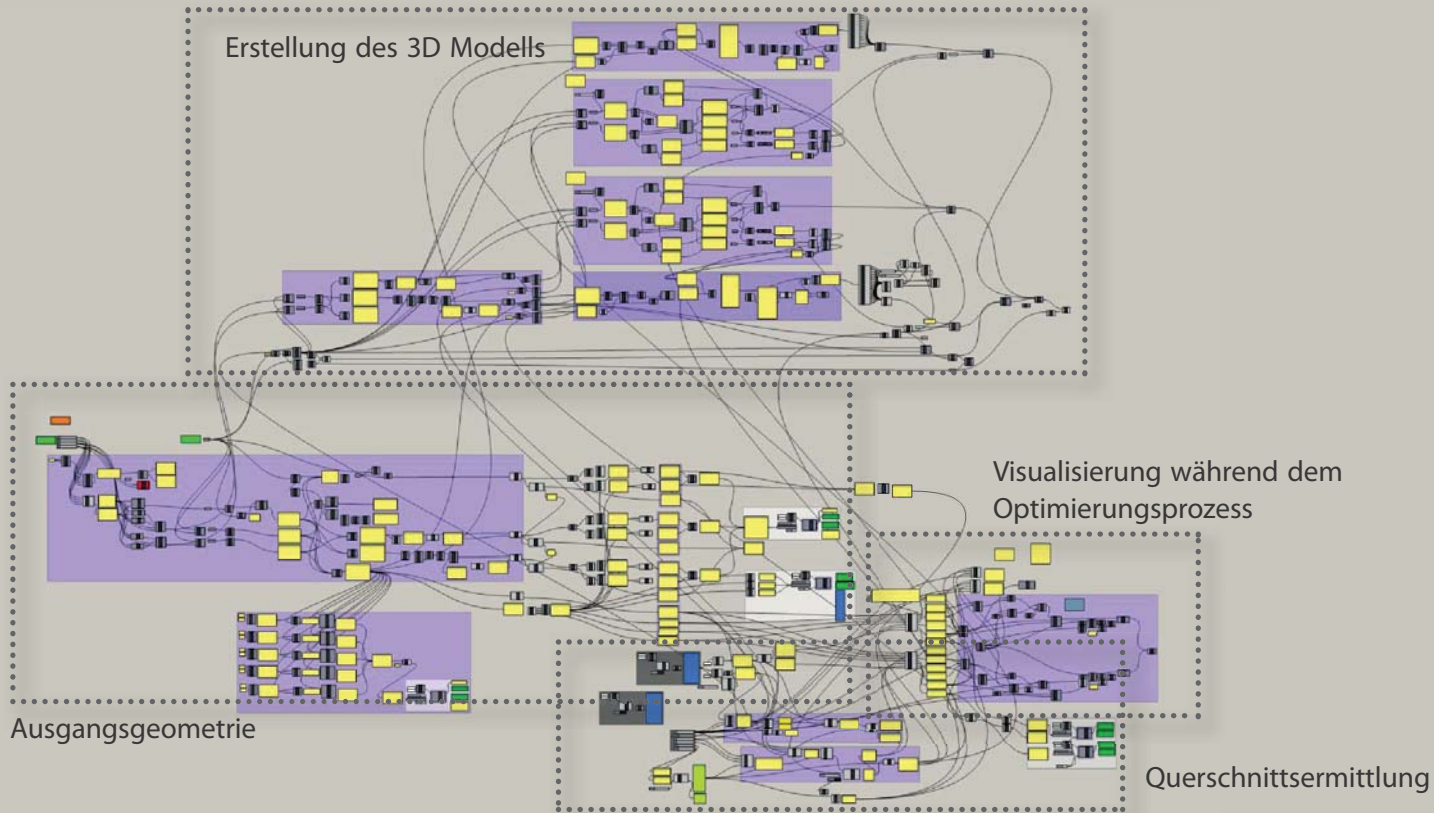 Erstellung des 3D Modells
Visualisierung während dem
Optimierungsprozess
Ausgangsgeometrie
Querschnittsermittlung